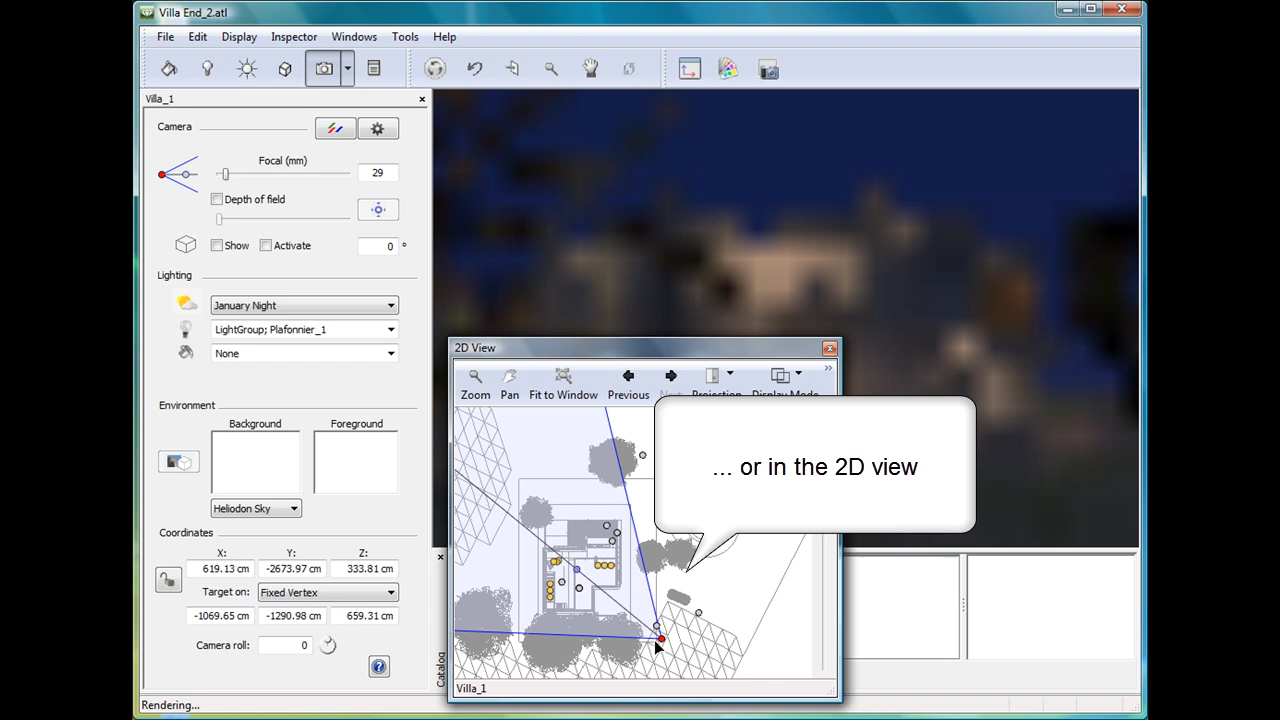 Villa End_2.atl
File Edit Display Inspector Windows Tools Help
Villa_1
Camera
Focal (mm)
29
Depth of field
Show Activate 0 °
Lighting
January Night
LightGroup; Plafonnier_1
None
Environment
Background Foreground
Heliodon Sky
Coordinates
X: Y: Z:
619.13 cm -2673.97 cm 333.81 cm
Target on: Fixed Vertex
-1069.65 cm -1290.98 cm 659.31 cm
Camera roll: 0
Rendering...
2D View
Zoom Pan Fit to Window Previous Next Projection Display Mode
... or in the 2D view
Villa_1
Catalog